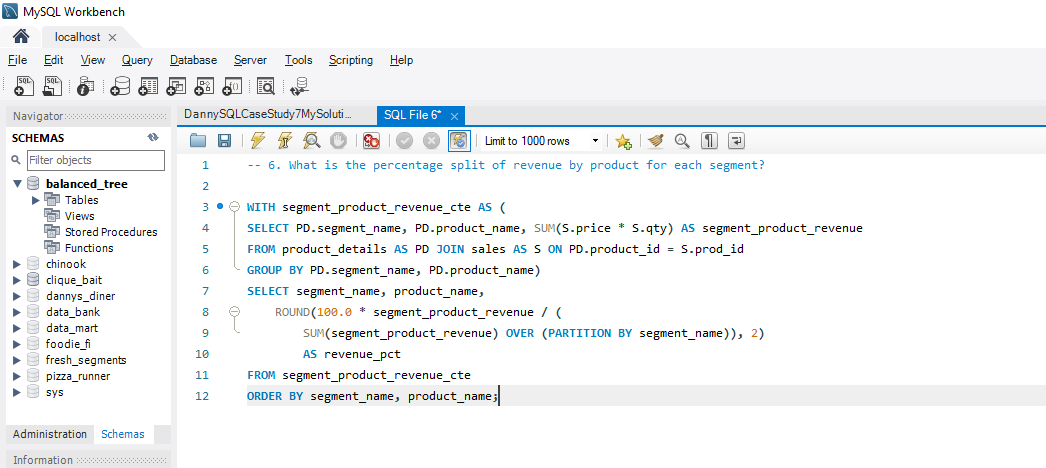 MySQL Workbench
localhost
File Edit View Query Database Server Tools Scripting Help
Navigator
SCHEMAS
Filter objects
balanced_tree
Tables
Views
Stored Procedures
Functions
chinook
clique_bait
dannys_diner
data_bank
data_mart
foodie_fi
fresh_segments
pizza_runner
sys
Administration Schemas
Information
DannySQLCaseStudy7MySoluti... SQL File 6*
Limit to 1000 rows
1 -- 6. What is the percentage split of revenue by product for each segment?
2
3 WITH segment_product_revenue_cte AS (
4 SELECT PD.segment_name, PD.product_name, SUM(S.price * S.qty) AS segment_product_revenue
5 FROM product_details AS PD JOIN sales AS S ON PD.product_id = S.prod_id
6 GROUP BY PD.segment_name, PD.product_name)
7 SELECT segment_name, product_name,
8 ROUND(100.0 * segment_product_revenue / (
9 SUM(segment_product_revenue) OVER (PARTITION BY segment_name)), 2)
10 AS revenue_pct
11 FROM segment_product_revenue_cte
12 ORDER BY segment_name, product_name;